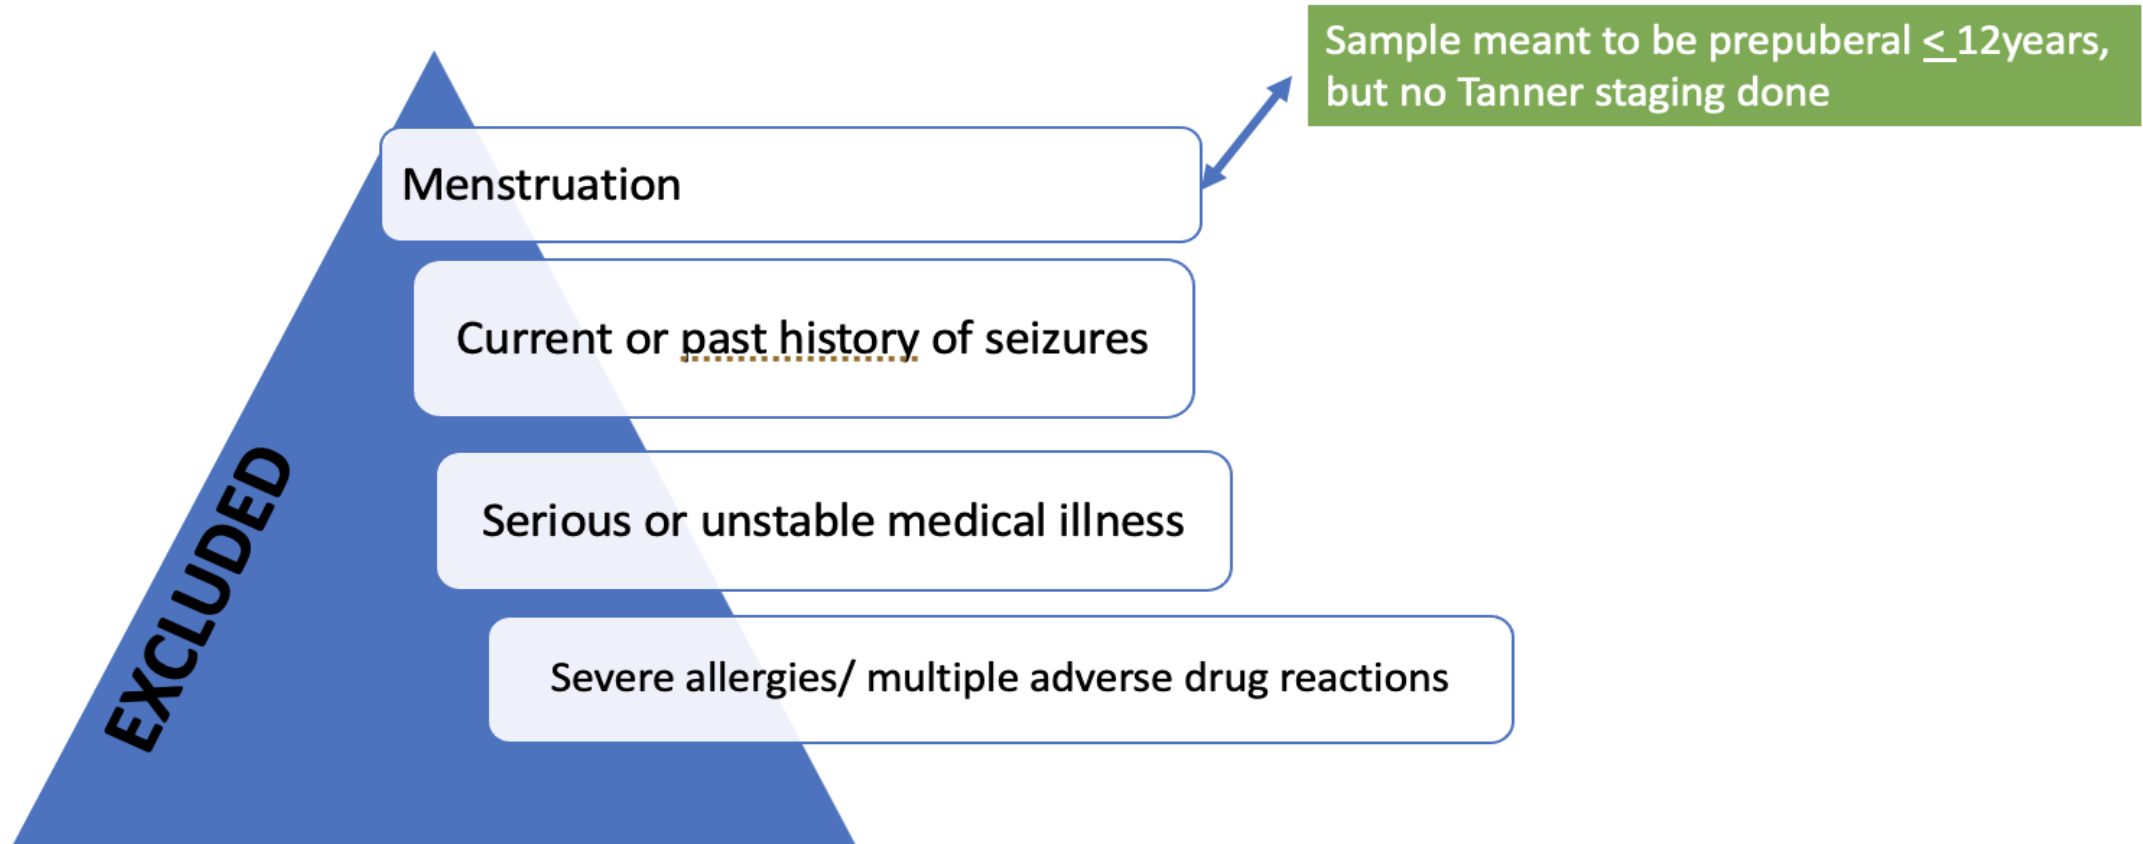 Sample meant to be prepuberal < 12years,
but no Tanner staging done
Menstruation
Current or past history of seizures
Serious or unstable medical illness
Severe allergies/ multiple adverse drug reactions
EXCLUDED